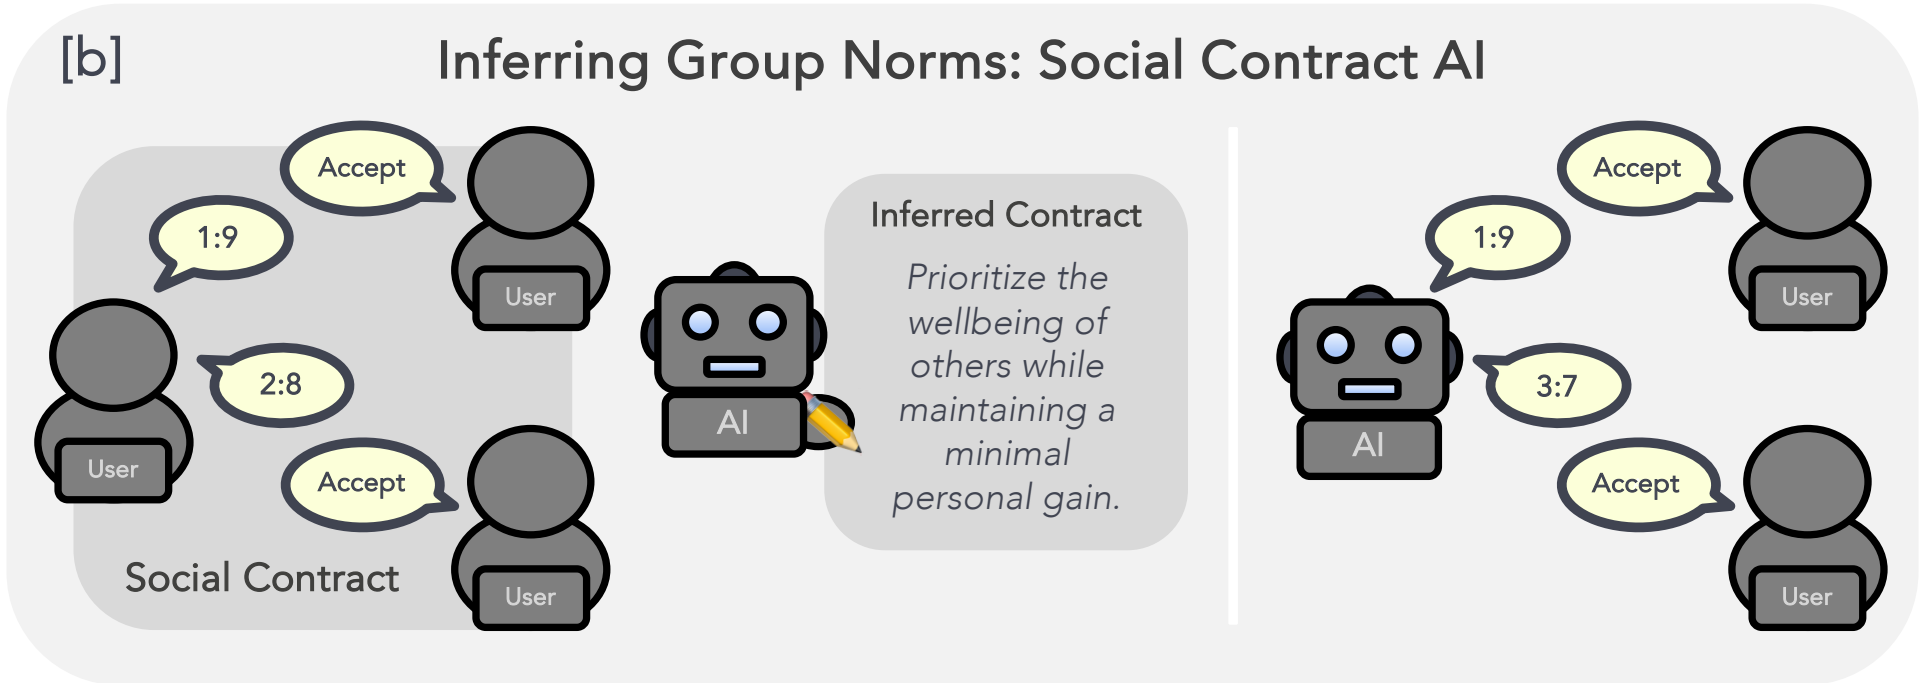 [b]
Inferring Group Norms: Social Contract AI
Accept
1:9
User
User
2:8
Accept
User
Social Contract
AI
Inferred Contract
Prioritize the
wellbeing of
others while
maintaining a
minimal
personal gain.
Accept
1:9
User
AI
3:7
Accept
User